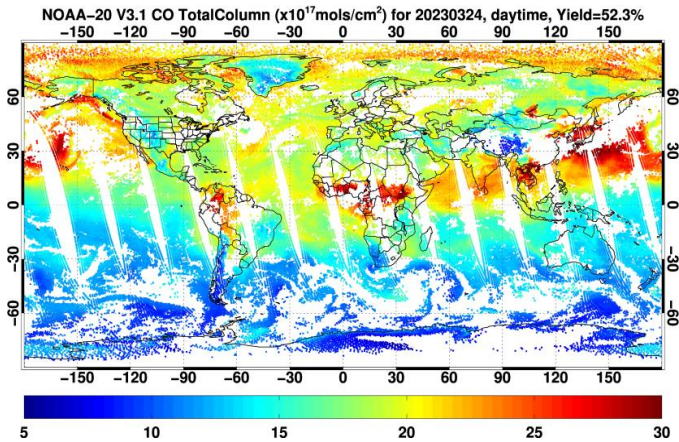 NOAA-20 V3.1 CO TotalColumn (x10¹⁷mols/cm²) for 20230324, daytime, Yield=52.3%
−150 −120 −90 −60 −30 0 30 60 90 120 150
60 60
30 30
0 0
−30 −30
−60 −60
−150 −120 −90 −60 −30 0 30 60 90 120 150
5 10 15 20 25 30